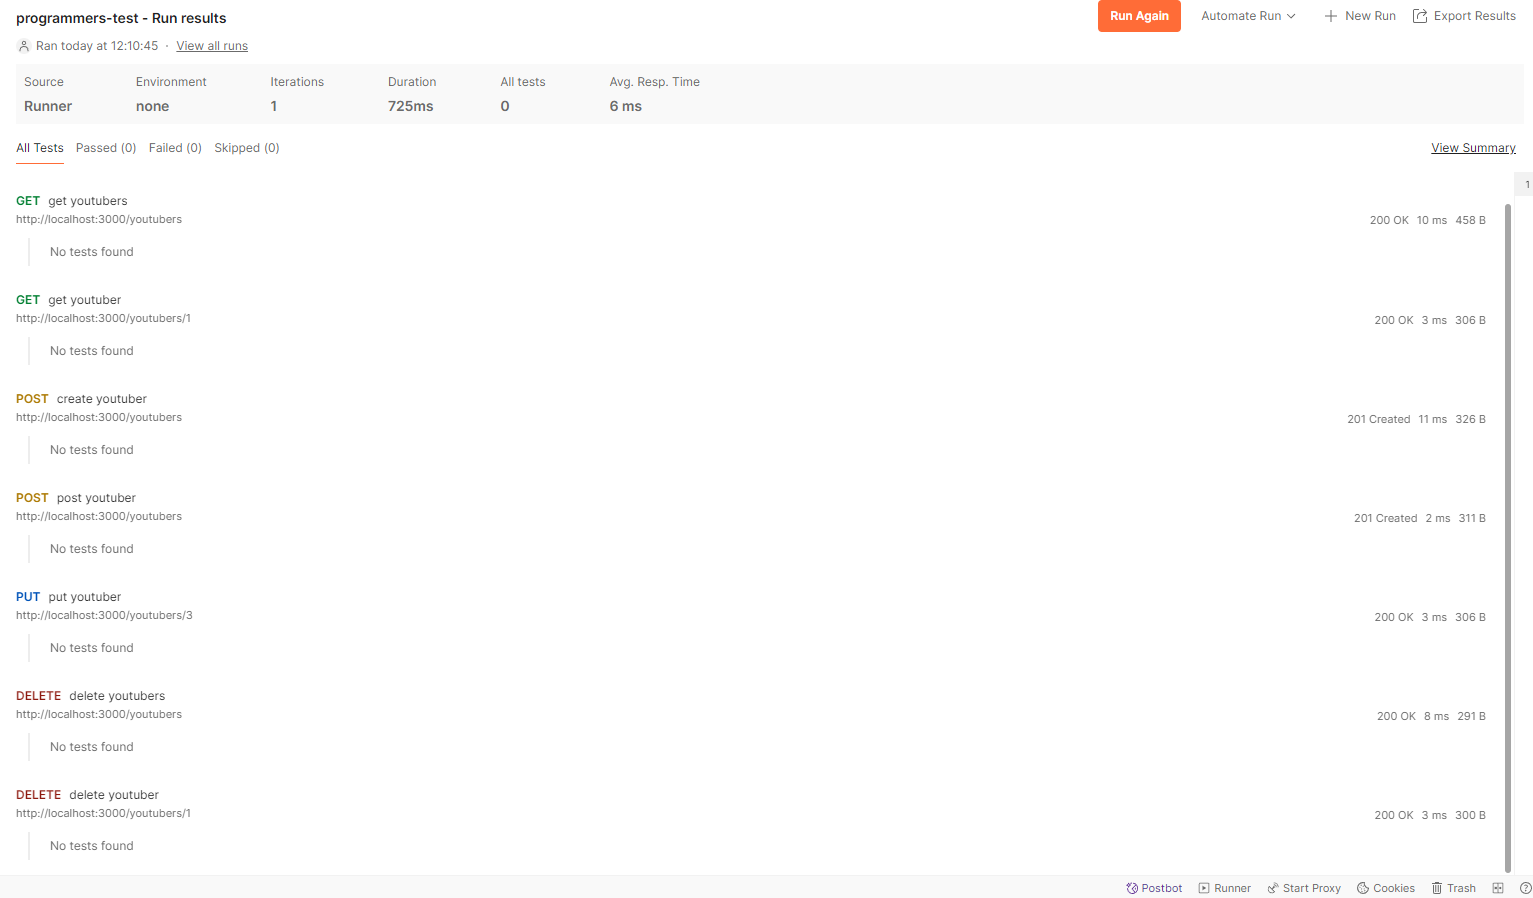 programmers-test - Run results
Run Again Automate Run New Run Export Results
Ran today at 12:10:45 · View all runs
Source Environment Iterations Duration All tests Avg. Resp. Time
Runner none 1 725ms 0 6 ms
All Tests Passed (0) Failed (0) Skipped (0) View Summary
1
GET get youtubers
http://localhost:3000/youtubers
200 OK 10 ms 458 B
No tests found
GET get youtuber
http://localhost:3000/youtubers/1
200 OK 3 ms 306 B
No tests found
POST create youtuber
http://localhost:3000/youtubers
201 Created 11 ms 326 B
No tests found
POST post youtuber
http://localhost:3000/youtubers
201 Created 2 ms 311 B
No tests found
PUT put youtuber
http://localhost:3000/youtubers/3
200 OK 3 ms 306 B
No tests found
DELETE delete youtubers
http://localhost:3000/youtubers
200 OK 8 ms 291 B
No tests found
DELETE delete youtuber
http://localhost:3000/youtubers/1
200 OK 3 ms 300 B
No tests found
Postbot Runner Start Proxy Cookies Trash